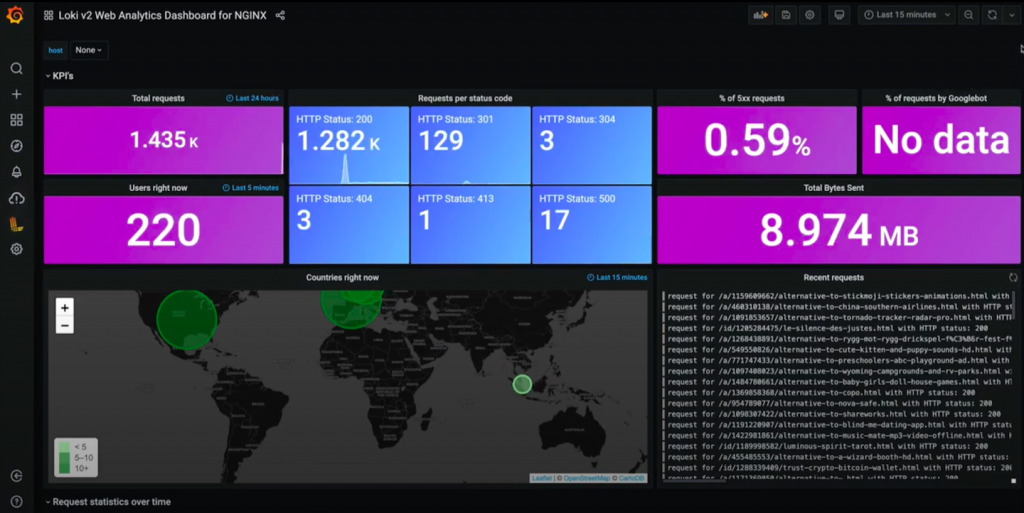 Loki v2 Web Analytics Dashboard for NGINX
Last 15 minutes
host
None
KPI's
Total requests
Last 24 hours
1.435 K
Requests per status code
HTTP Status: 200
1.282 K
HTTP Status: 301
129
HTTP Status: 304
3
% of 5xx requests
0.59%
% of requests by Googlebot
No data
Users right now
Last 5 minutes
220
HTTP Status: 404
3
HTTP Status: 413
1
HTTP Status: 500
17
Total Bytes Sent
8.974 MB
Countries right now
Last 15 minutes
+
−
< 5
5–10
10+
AUSTRALIA
Leaflet | © OpenStreetMap © CartoDB
Recent requests
request for /a/1159609662/alternative-to-stickmoji-stickers-animations.html with
request for /a/460310138/alternative-to-china-southern-airlines.html with HTTP st
request for /a/1091853657/alternative-to-tornado-tracker-radar-pro.html with HTTP
request for /id/1205284475/le-silence-des-justes.html with HTTP status: 200
request for /a/1268438891/alternative-to-rygg-mot-rygg-drickspel-f%C3%B6r-fest-f
request for /a/549550826/alternative-to-cute-kitten-and-puppy-sounds-hd.html with
request for /a/771747433/alternative-to-preschoolers-abc-playground-ad.html with
request for /a/1097408023/alternative-to-wyoming-campgrounds-and-rv-parks.html
request for /a/1484780661/alternative-to-baby-girls-doll-house-games.html with HT
request for /a/1369858368/alternative-to-copo.html with HTTP status: 200
request for /a/954789077/alternative-to-nova-safe.html with HTTP status: 200
request for /a/1098307422/alternative-to-shareworks.html with HTTP status: 200
request for /a/1191220907/alternative-to-blind-me-dating-app.html with HTTP
request for /a/1422981861/alternative-to-music-mate-mp3-video-offline.html with
request for /id/1189998582/luminous-spirit-tarot.html with HTTP status: 200
request for /a/455485553/alternative-to-a-wizard-booth-hd.html with HTTP status:
request for /id/1288339409/trust-crypto-bitcoin-wallet.html with HTTP status: 200
Request statistics over time